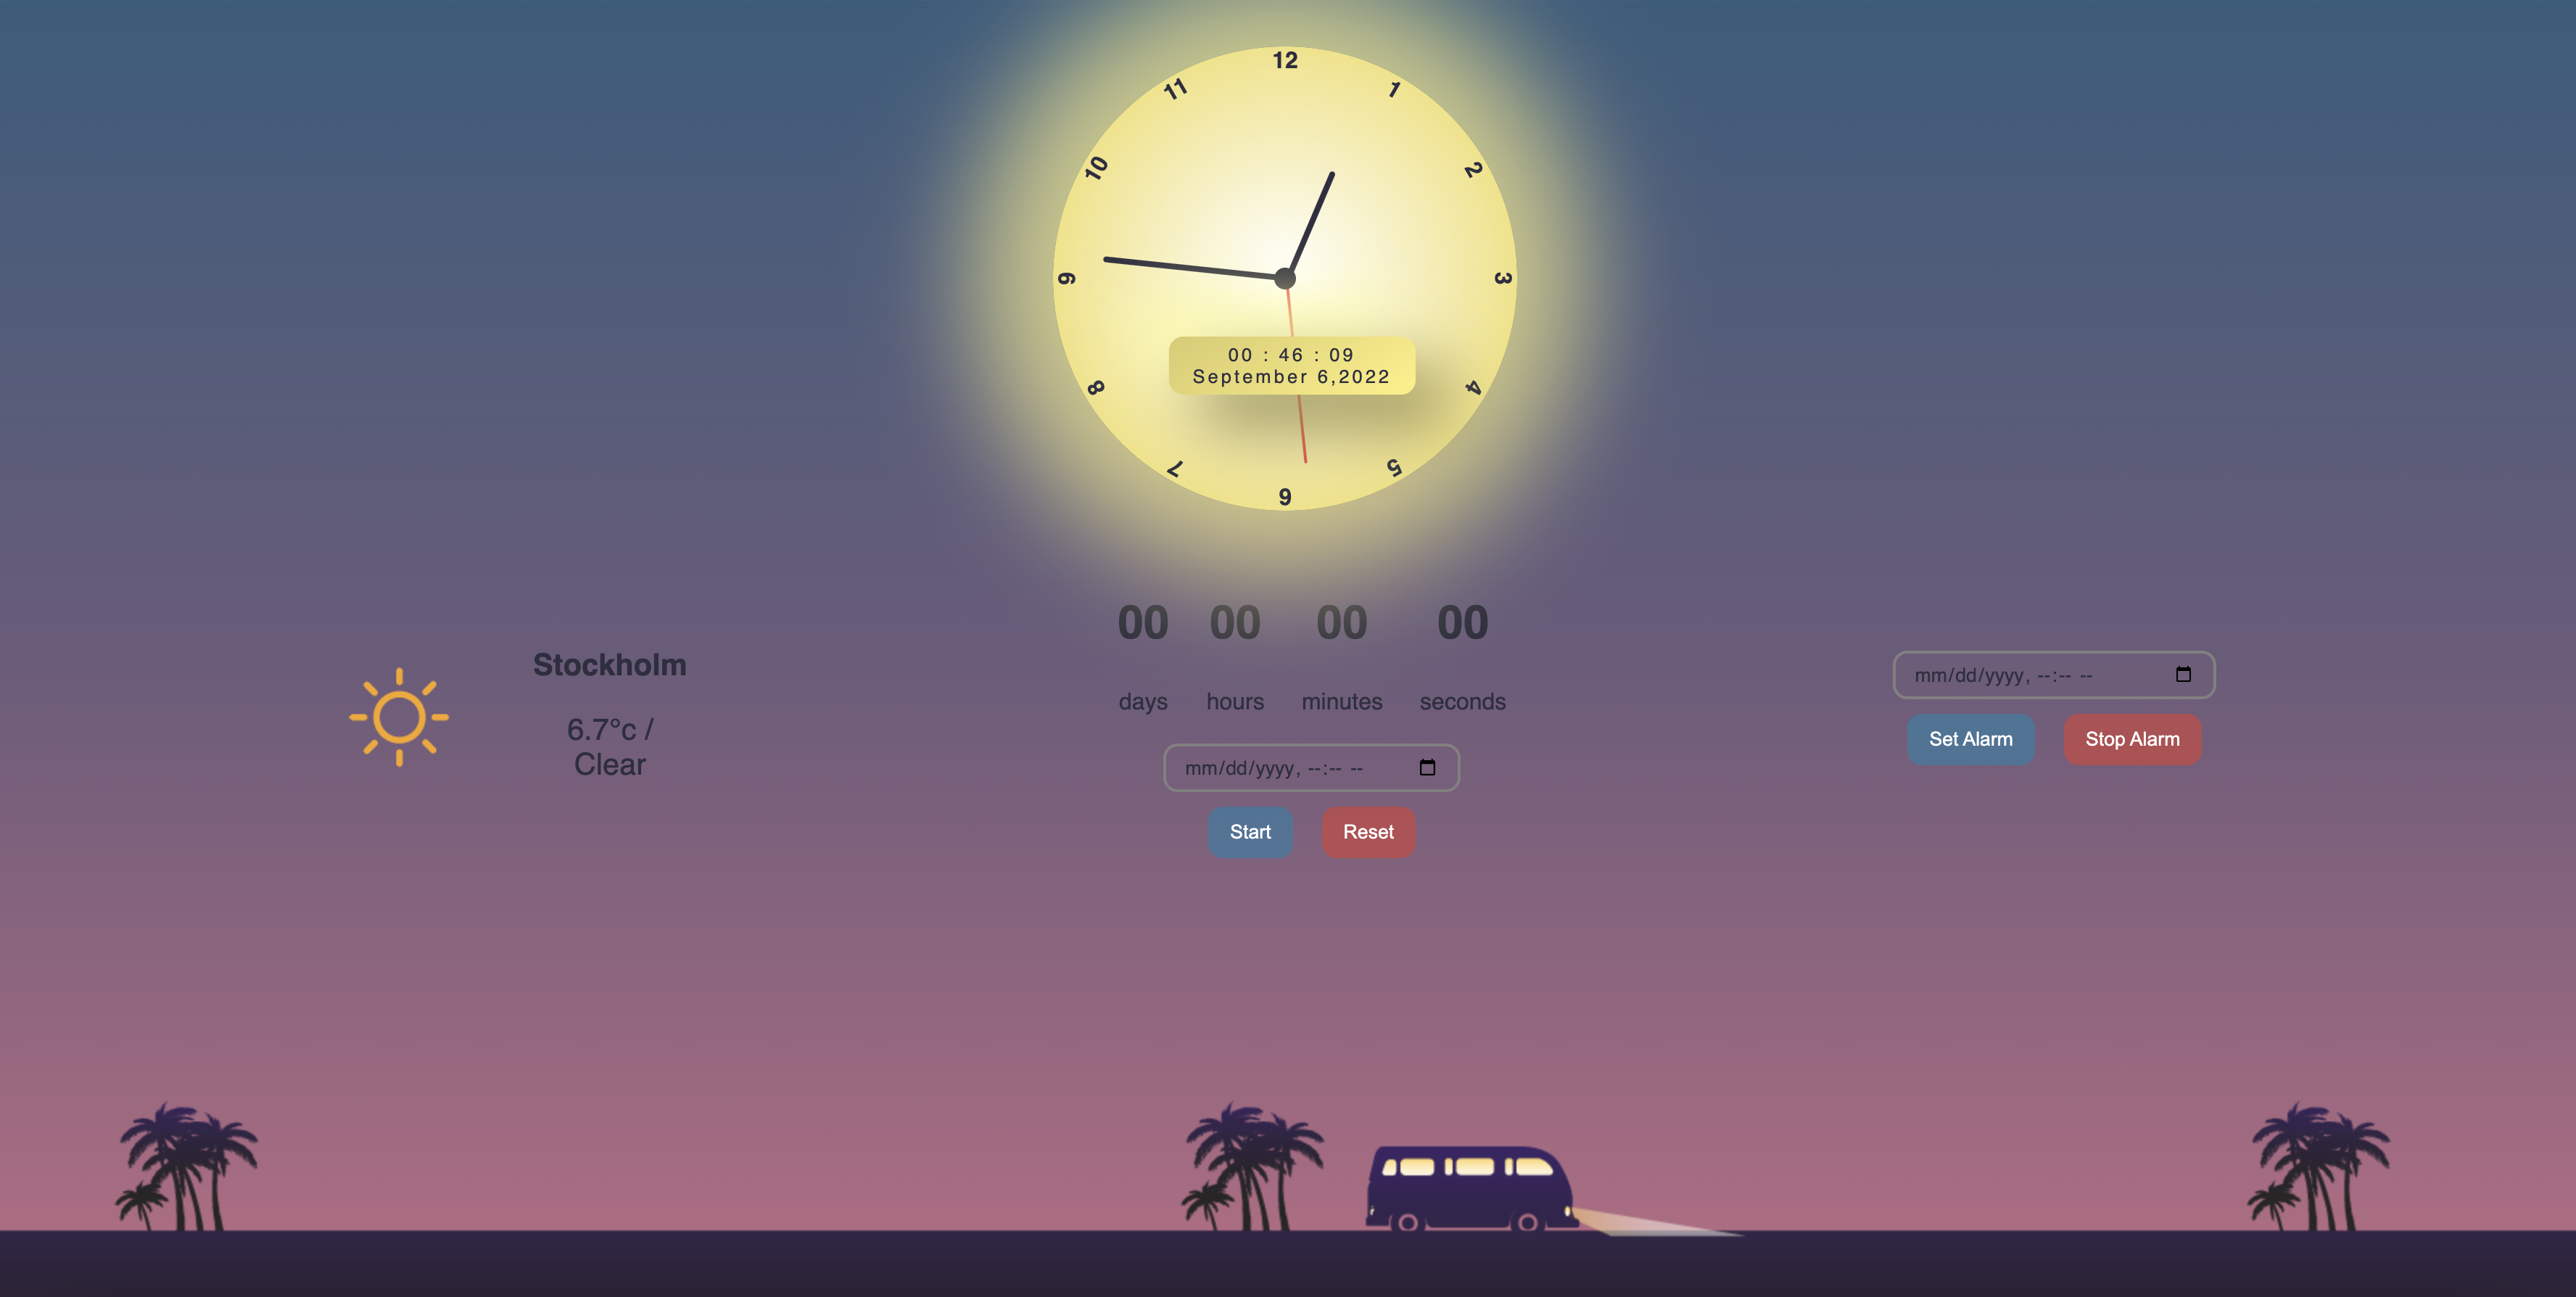 12
11
1
10
2
9
3
00 : 46 : 09
September 6,2022
8
4
7
5
6
00 00 00 00
days hours minutes seconds
Stockholm
6.7°c /
Clear
mm/dd/yyyy, --:-- --
Start Reset
mm/dd/yyyy, --:-- --
Set Alarm Stop Alarm